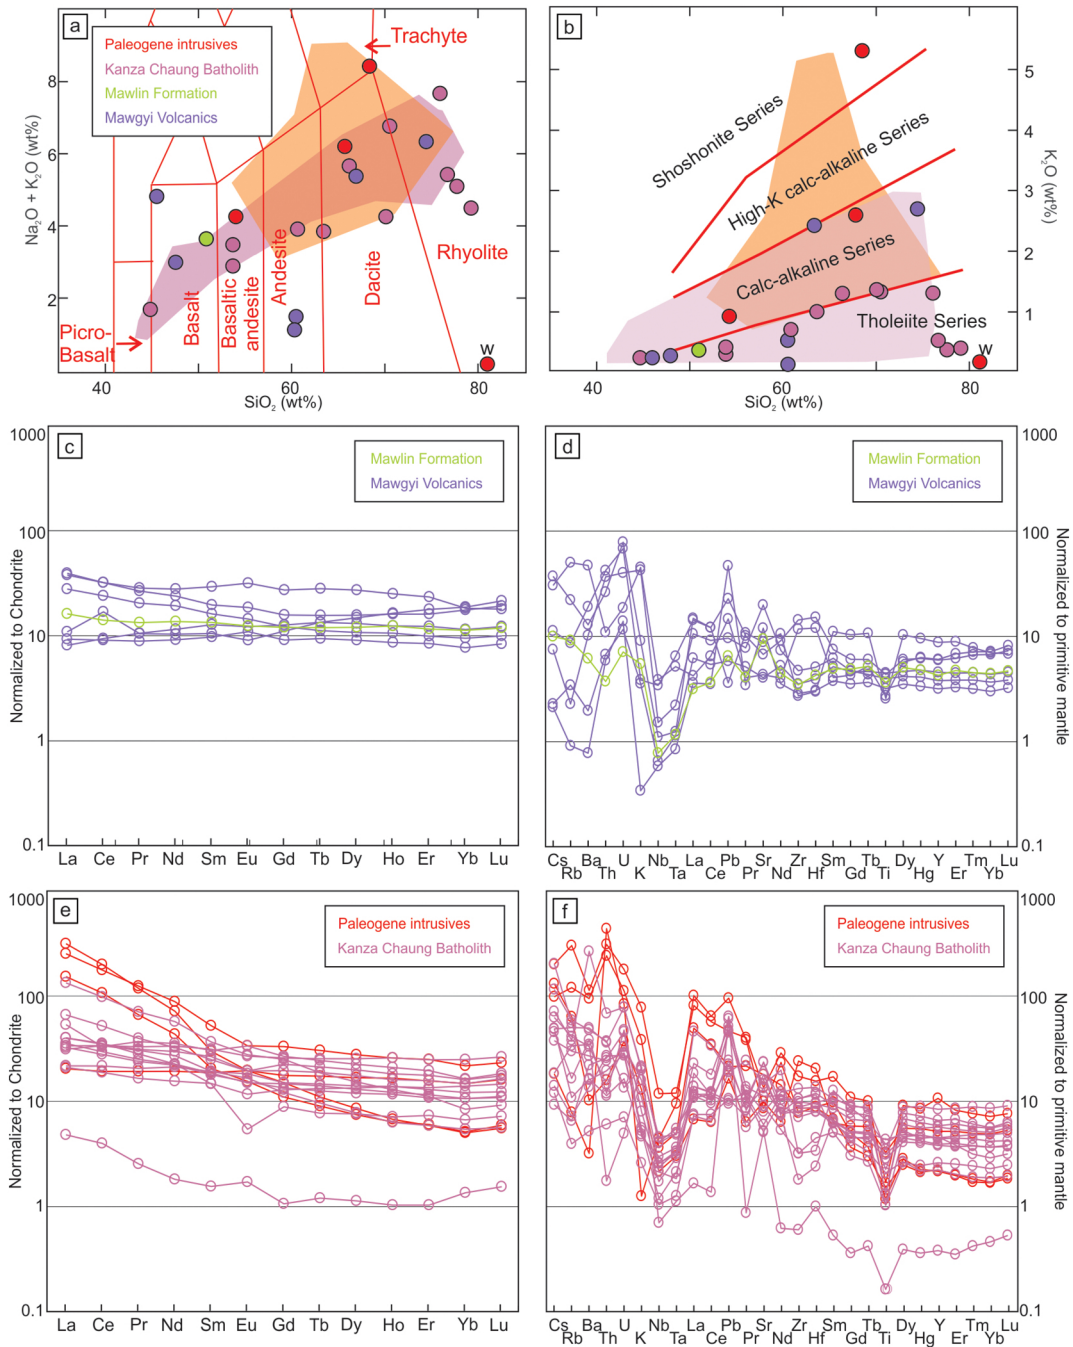 a
Paleogene intrusives
Kanza Chaung Batholith
Mawlin Formation
Mawgyi Volcanics
Trachyte
Picro-
Basalt
Basalt
Basaltic
andesite
Andesite
Dacite
Rhyolite
W
Na2O + K2O (wt%)
8
6
4
2
40
60
80
SiO2 (wt%)
b
Shoshonite Series
High-K calc-alkaline Series
Calc-alkaline Series
Tholeiite Series
W
K2O (wt%)
5
4
3
2
1
40
60
80
SiO2 (wt%)
c
Mawlin Formation
Mawgyi Volcanics
Normalized to Chondrite
1000
100
10
1
0.1
La Ce Pr Nd Sm Eu Gd Tb Dy Ho Er Yb Lu
d
Mawlin Formation
Mawgyi Volcanics
Normalized to primitive mantle
1000
100
10
1
0.1
Cs Ba U Nb La Pb Sr Zr Sm Tb Dy Y Tm Lu
Rb Th K Ta Ce Pr Nd Hf Gd Ti Hg Er Yb
e
Paleogene intrusives
Kanza Chaung Batholith
Normalized to Chondrite
1000
100
10
1
0.1
La Ce Pr Nd Sm Eu Gd Tb Dy Ho Er Yb Lu
f
Paleogene intrusives
Kanza Chaung Batholith
Normalized to primitive mantle
1000
100
10
1
0.1
Cs Ba U Nb La Pb Sr Zr Sm Tb Dy Y Tm Lu
Rb Th K Ta Ce Pr Nd Hf Gd Ti Hg Er Yb